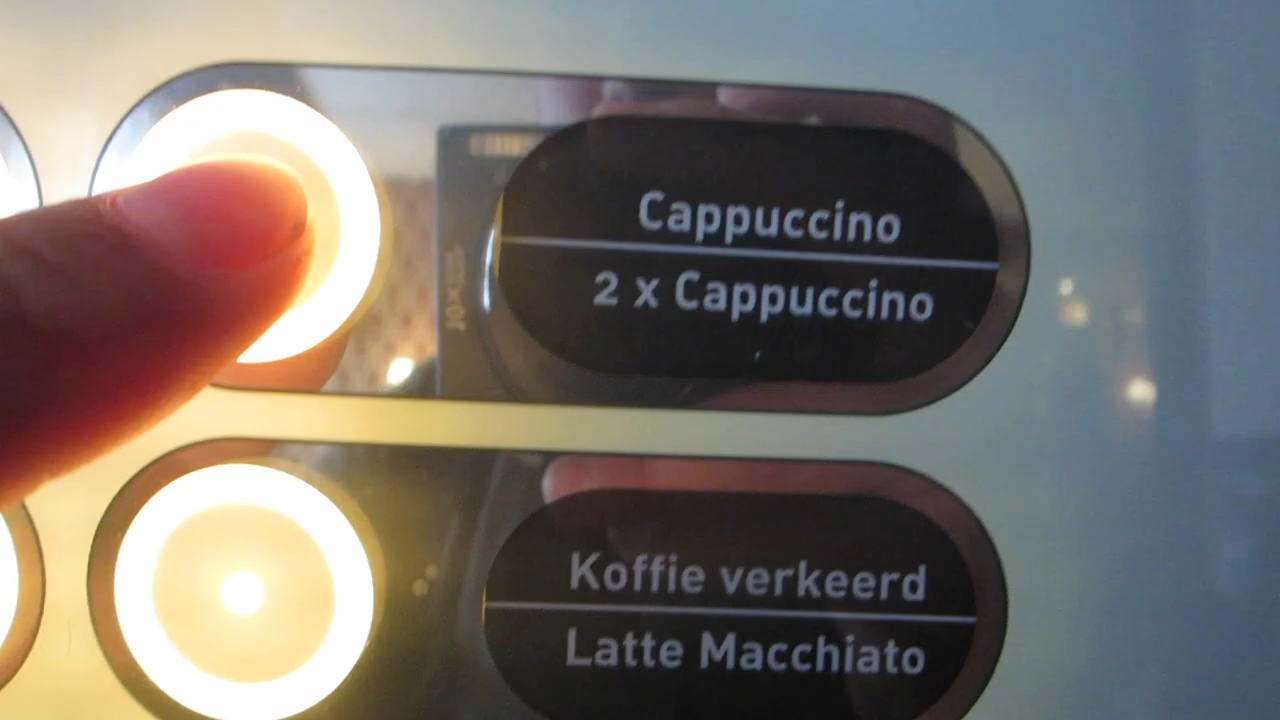 Cappuccino
2 x Cappuccino
Koffie verkeerd
Latte Macchiato